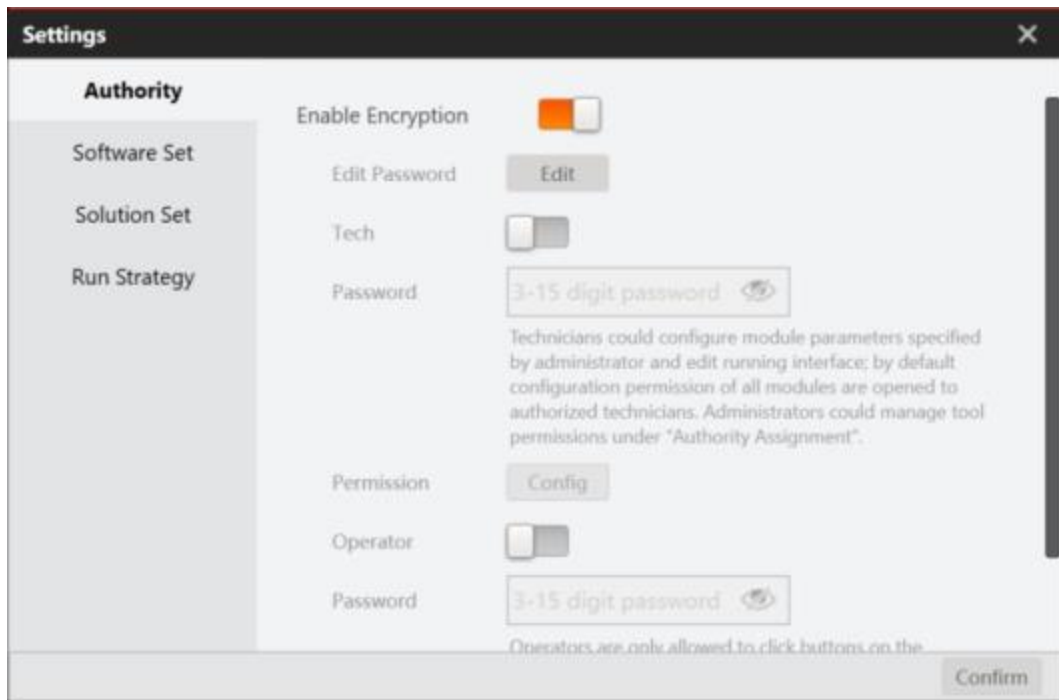 Settings
Authority
Software Set
Solution Set
Run Strategy
Enable Encryption
Edit Password Edit
Tech
Password 3-15 digit password
Technicians could configure module parameters specified
by administrator and edit running interface; by default
configuration permission of all modules are opened to
authorized technicians. Administrators could manage tool
permissions under "Authority Assignment".
Permission Config
Operator
Password 3-15 digit password
Operators are only allowed to click buttons on the
Confirm